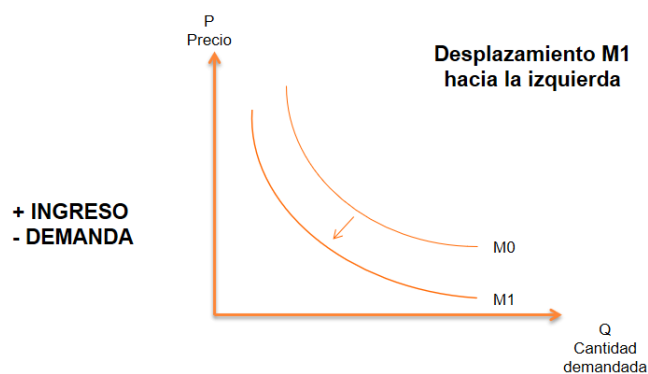 P
Precio
Desplazamiento M1
hacia la izquierda
+ INGRESO
- DEMANDA
M0
M1
Q
Cantidad
demandada